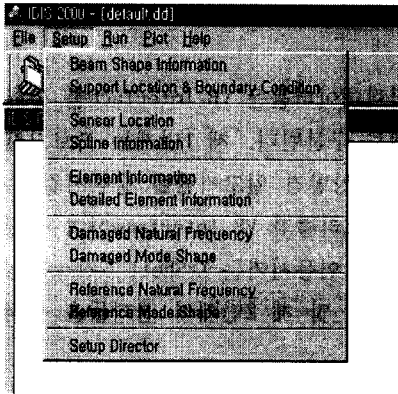 IDIS 2000 - [default.dd]
File Setup Run Plot Help
Beam Shape Information
Support Location & Boundary Condition
Sensor Location
Spline Information
Element Information
Detailed Element Information
Damaged Natural Frequency
Damaged Mode Shape
Reference Natural Frequency
Reference Mode Shape
Setup Director